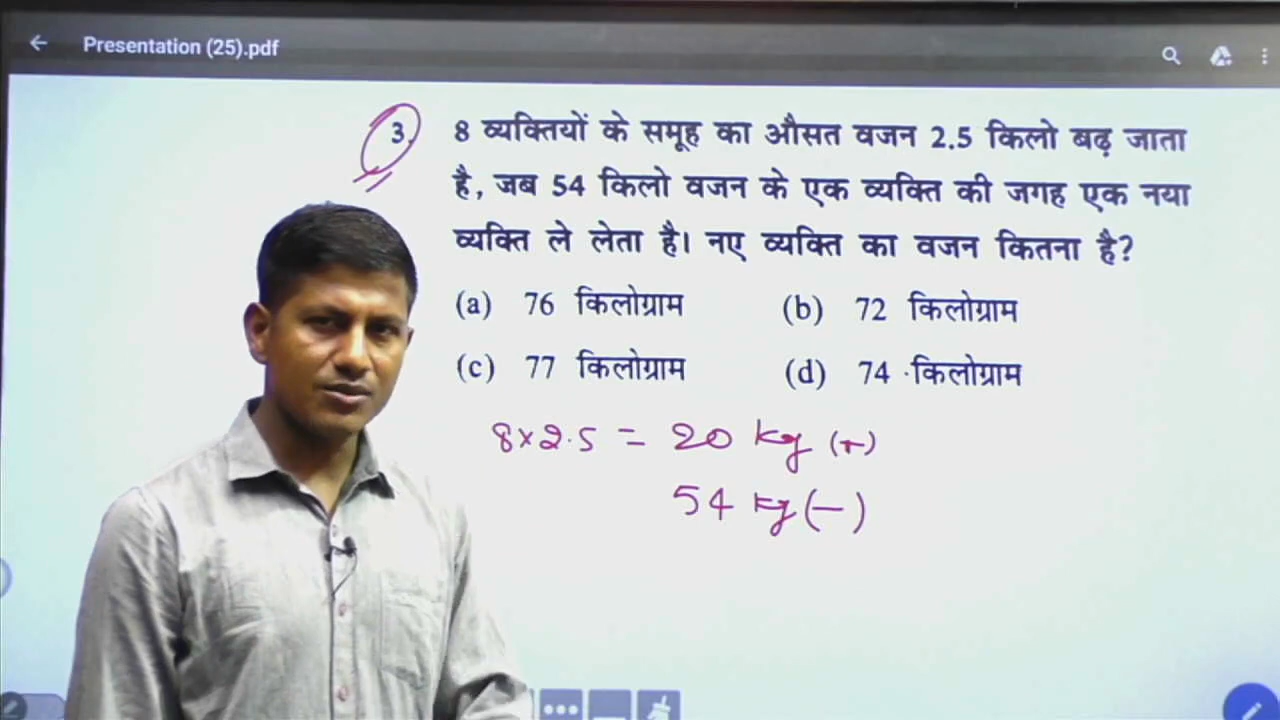 Presentation (25).pdf
3. 8 व्यक्तियों के समूह का औसत वजन 2.5 किलो बढ़ जाता
है, जब 54 किलो वजन के एक व्यक्ति की जगह एक नया
व्यक्ति ले लेता है। नए व्यक्ति का वजन कितना है?
(a) 76 किलोग्राम (b) 72 किलोग्राम
(c) 77 किलोग्राम (d) 74 किलोग्राम
8×2.5 = 20 kg (+)
54 kg (–)